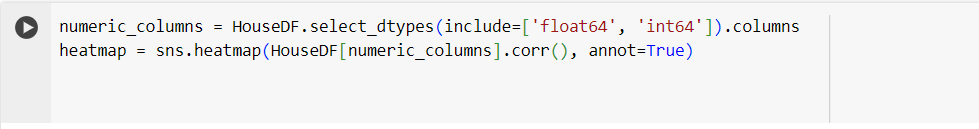 numeric_columns = HouseDF.select_dtypes(include=['float64', 'int64']).columns
heatmap = sns.heatmap(HouseDF[numeric_columns].corr(), annot=True)